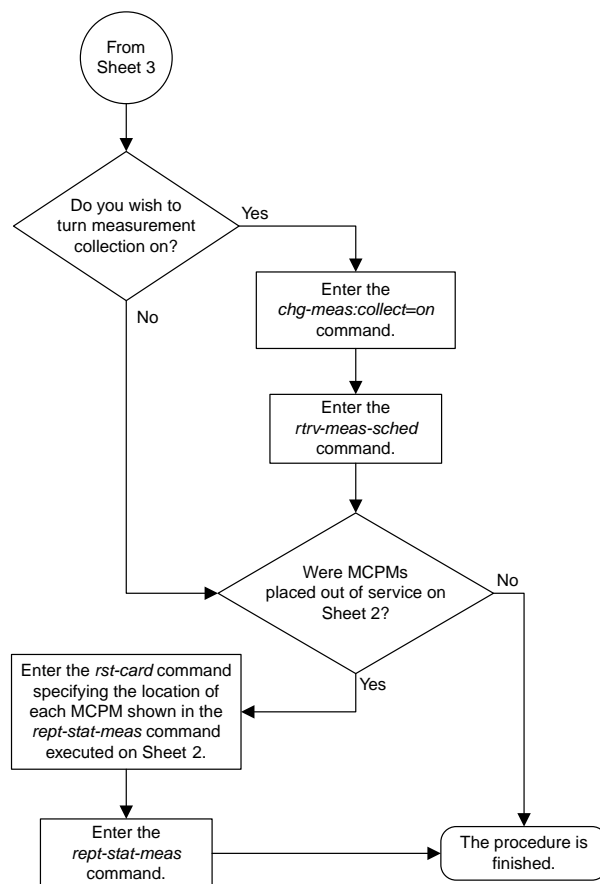 From
Sheet 3
Do you wish to
turn measurement
collection on?
Yes
No
Enter the
chg-meas:collect=on
command.
Enter the
rtrv-meas-sched
command.
Were MCPMs
placed out of service on
Sheet 2?
No
Yes
Enter the rst-card command
specifying the location of
each MCPM shown in the
rept-stat-meas command
executed on Sheet 2.
Enter the
rept-stat-meas
command.
The procedure is
finished.